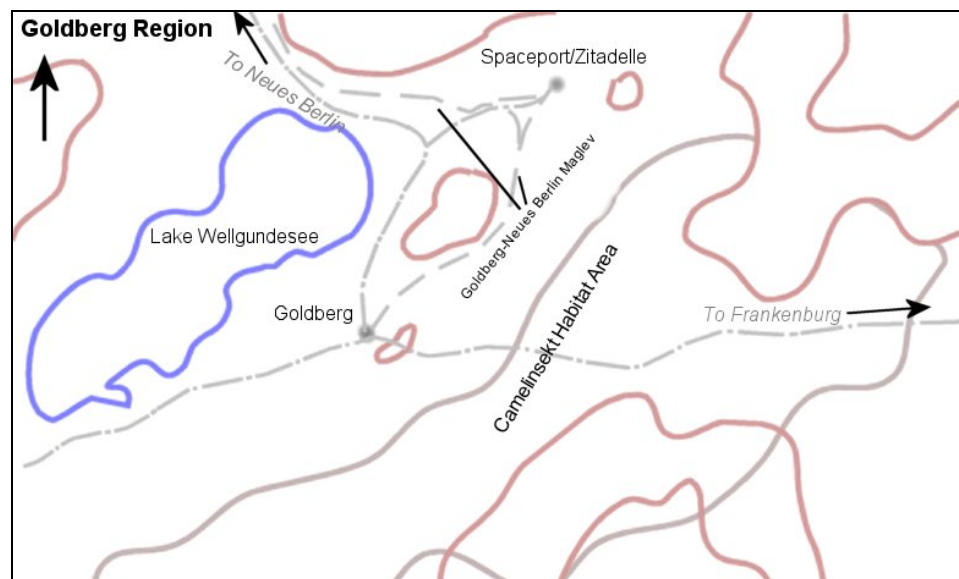 Goldberg Region
Spaceport/Zitadelle
To Neues Berlin
Goldberg-Neues Berlin Maglev
Lake Wellgundesee
Camelinsekt Habitat Area
Goldberg
To Frankenburg